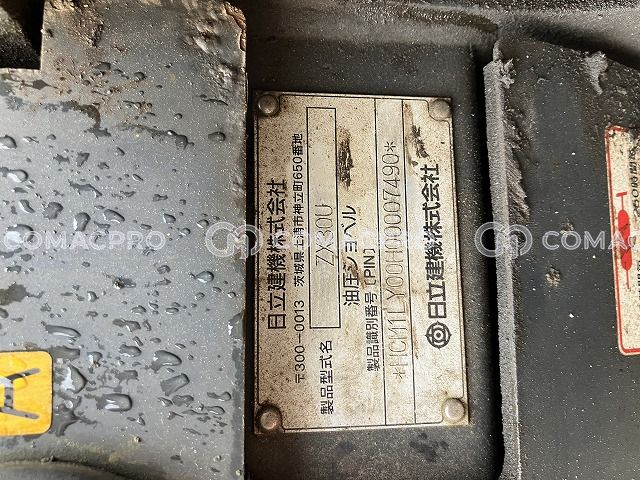 日立建機株式会社
〒300-0013 茨城県土浦市神立町650番地
製品型式名 ZX30U
油圧ショベル
製品識別番号 [PIN]
*HCM1LY00H00007490*
日立建機株式会社
COMACPRO COMACPRO COMACPRO